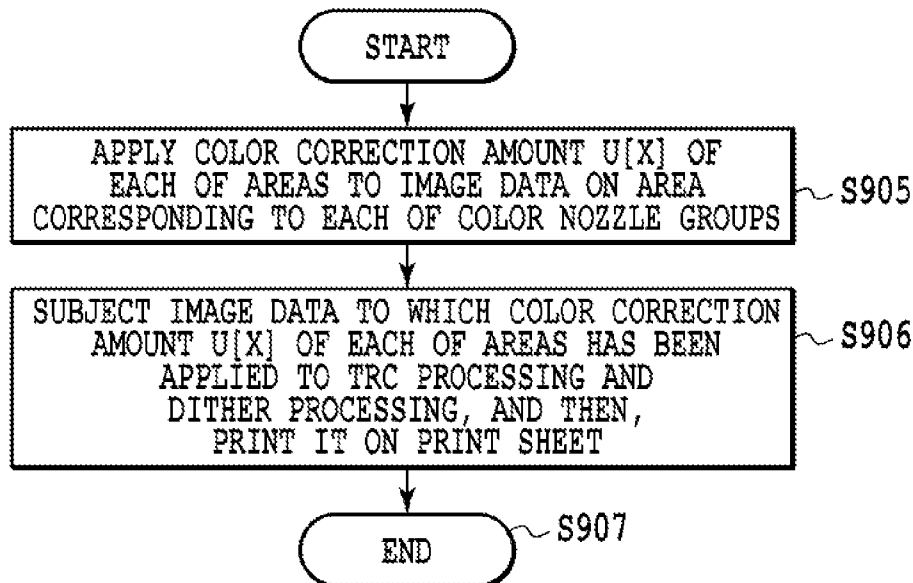 START
APPLY COLOR CORRECTION AMOUNT U[X] OF
EACH OF AREAS TO IMAGE DATA ON AREA
CORRESPONDING TO EACH OF COLOR NOZZLE GROUPS
S905
SUBJECT IMAGE DATA TO WHICH COLOR CORRECTION
AMOUNT U[X] OF EACH OF AREAS HAS BEEN
APPLIED TO TRC PROCESSING AND
DITHER PROCESSING, AND THEN,
PRINT IT ON PRINT SHEET
S906
END
S907